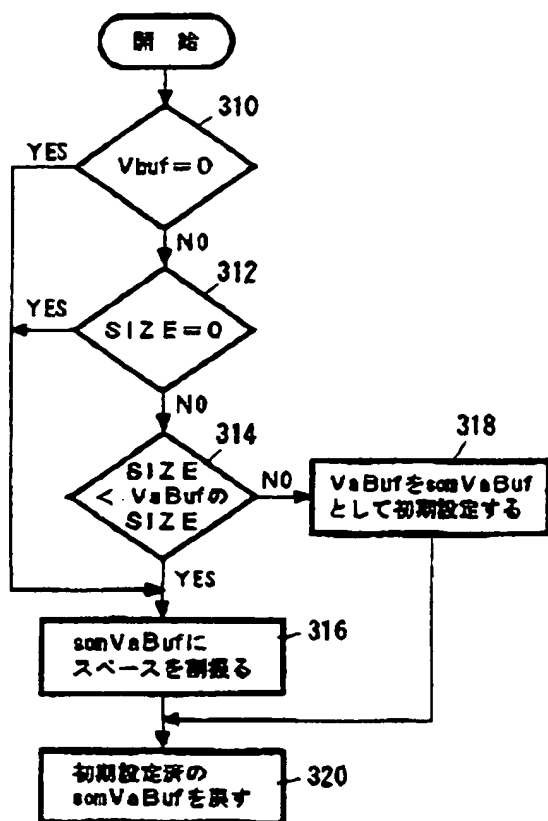 開始
310
Vbuf=0
YES
NO
312
SIZE=0
YES
NO
314
SIZE
< VaBufの
SIZE
NO
YES
318
VaBufをsomVaBuf
として初期設定する
somVaBufに
スペースを割振る
316
初期設定済の
somVaBufを戻す
320